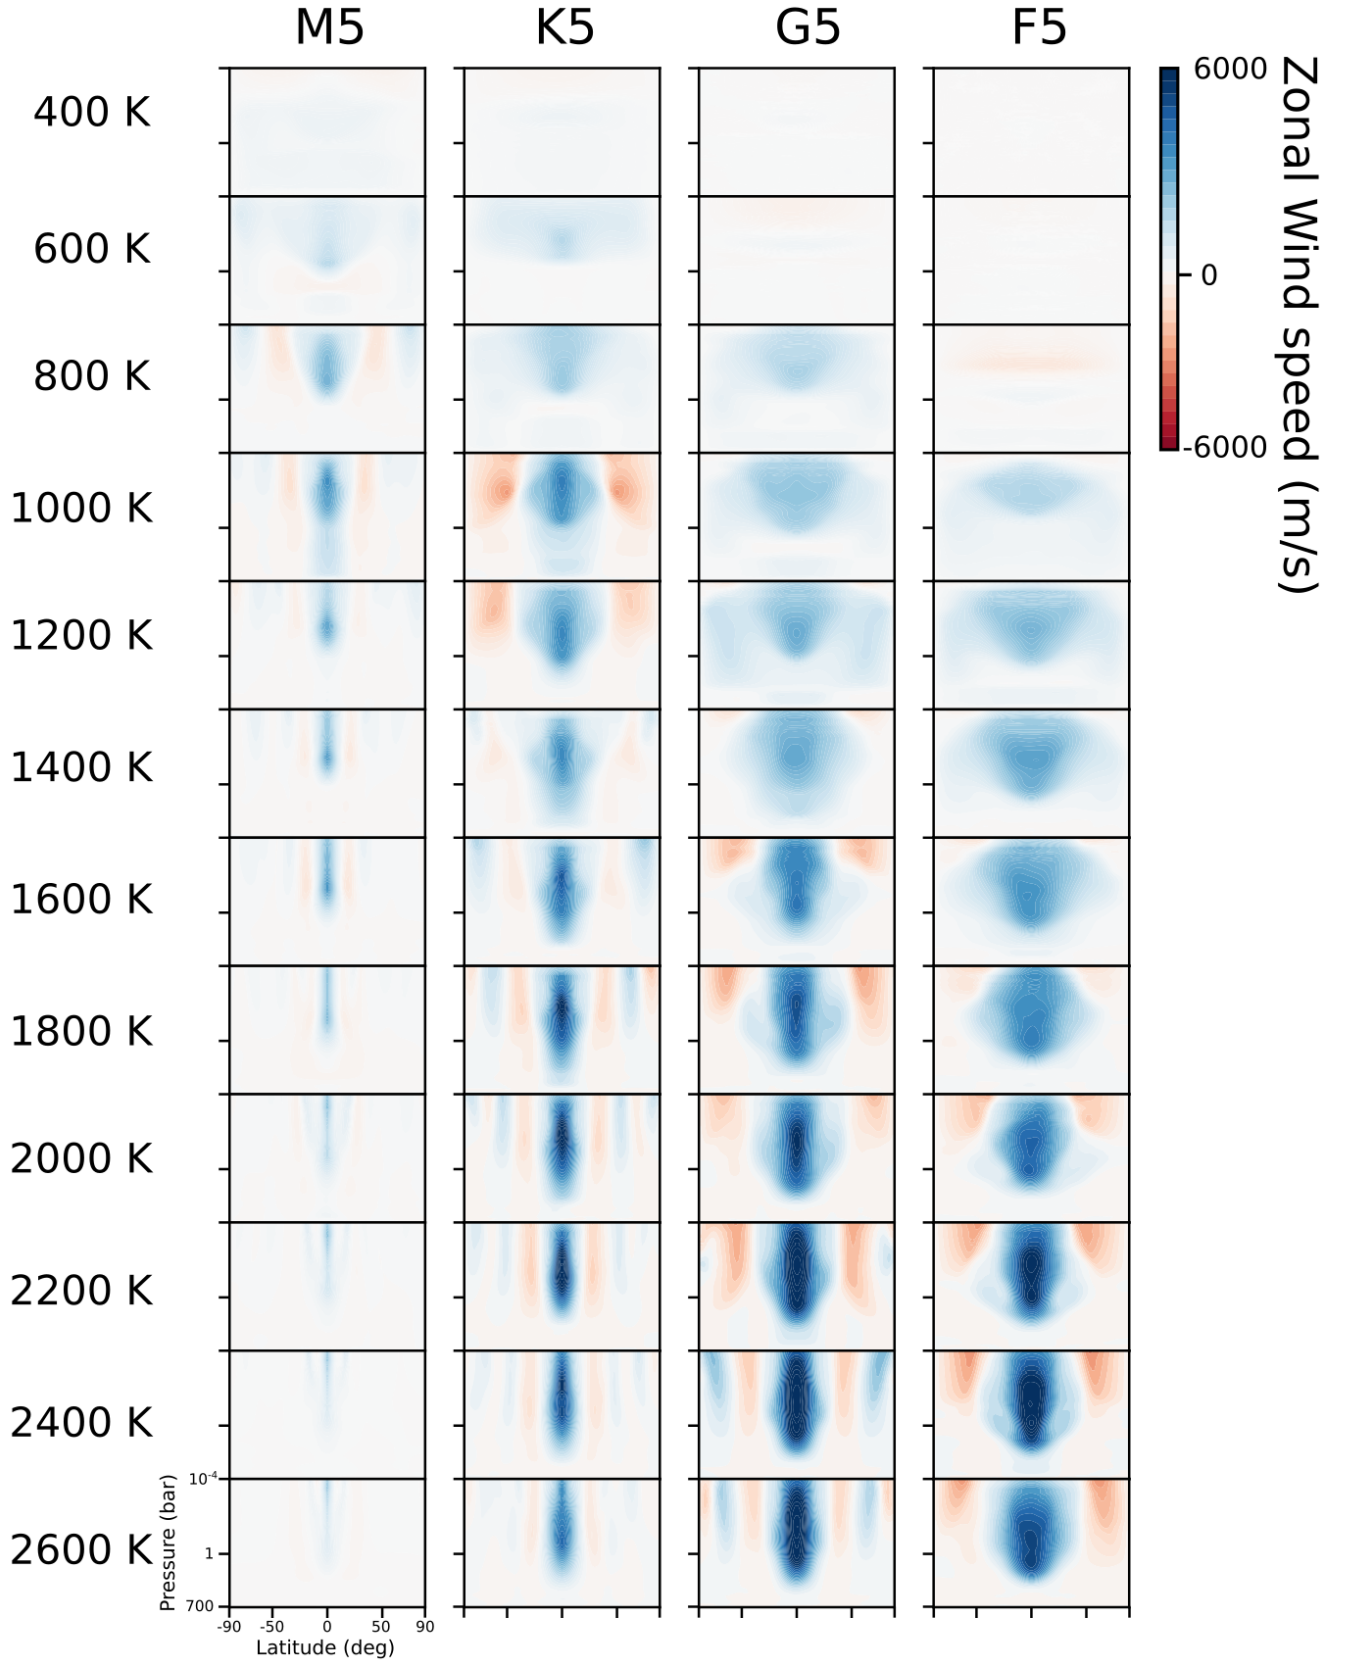 M5 K5 G5 F5
6000
0
-6000
Zonal Wind speed (m/s)
400 K
600 K
800 K
1000 K
1200 K
1400 K
1600 K
1800 K
2000 K
2200 K
2400 K
2600 K
10⁻⁴
1
700
Pressure (bar)
-90 -50 0 50 90
Latitude (deg)